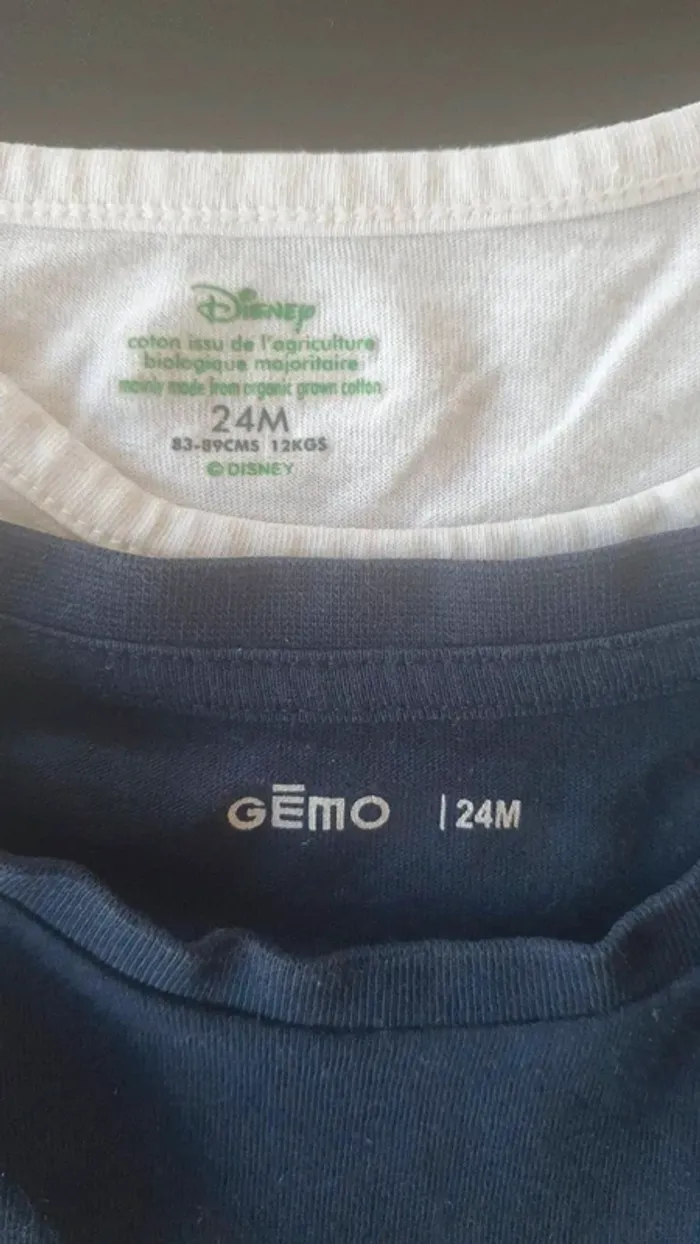 Disney
coton issu de l'agriculture
biologique majoritaire
mainly made from organic grown cotton
24M
83-89CMS 12KGS
© DISNEY
GĒMO | 24M